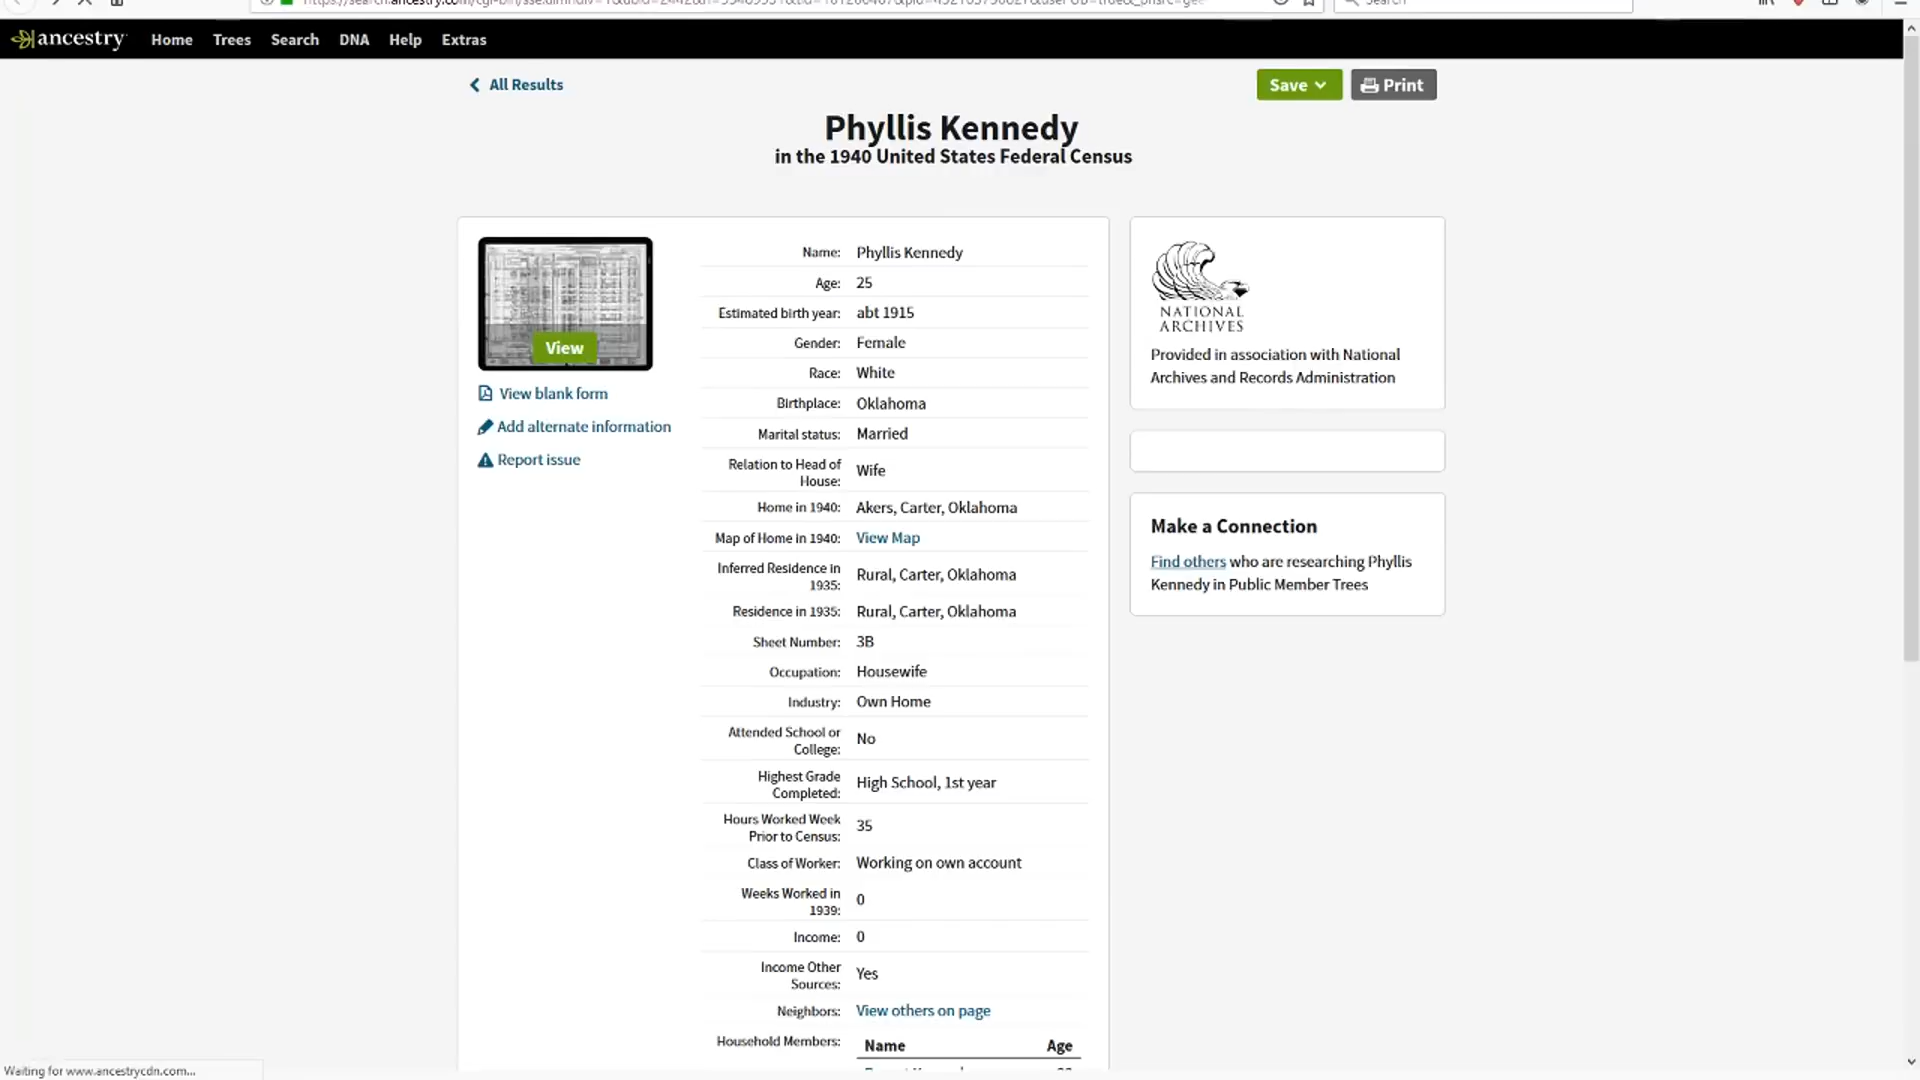 Search
ancestry
Home Trees Search DNA Help Extras
All Results
Save
Print
Phyllis Kennedy
in the 1940 United States Federal Census
View
View blank form
Add alternate information
Report issue
Name: Phyllis Kennedy
Age: 25
Estimated birth year: abt 1915
Gender: Female
Race: White
Birthplace: Oklahoma
Marital status: Married
Relation to Head of
House: Wife
Home in 1940: Akers, Carter, Oklahoma
Map of Home in 1940: View Map
Inferred Residence in
1935: Rural, Carter, Oklahoma
Residence in 1935: Rural, Carter, Oklahoma
Sheet Number: 3B
Occupation: Housewife
Industry: Own Home
Attended School or
College: No
Highest Grade
Completed: High School, 1st year
Hours Worked Week
Prior to Census: 35
Class of Worker: Working on own account
Weeks Worked in
1939: 0
Income: 0
Income Other
Sources: Yes
Neighbors: View others on page
Household Members: Name Age
NATIONAL
ARCHIVES
Provided in association with National
Archives and Records Administration
Make a Connection
Find others who are researching Phyllis
Kennedy in Public Member Trees
Waiting for www.ancestrycdn.com...